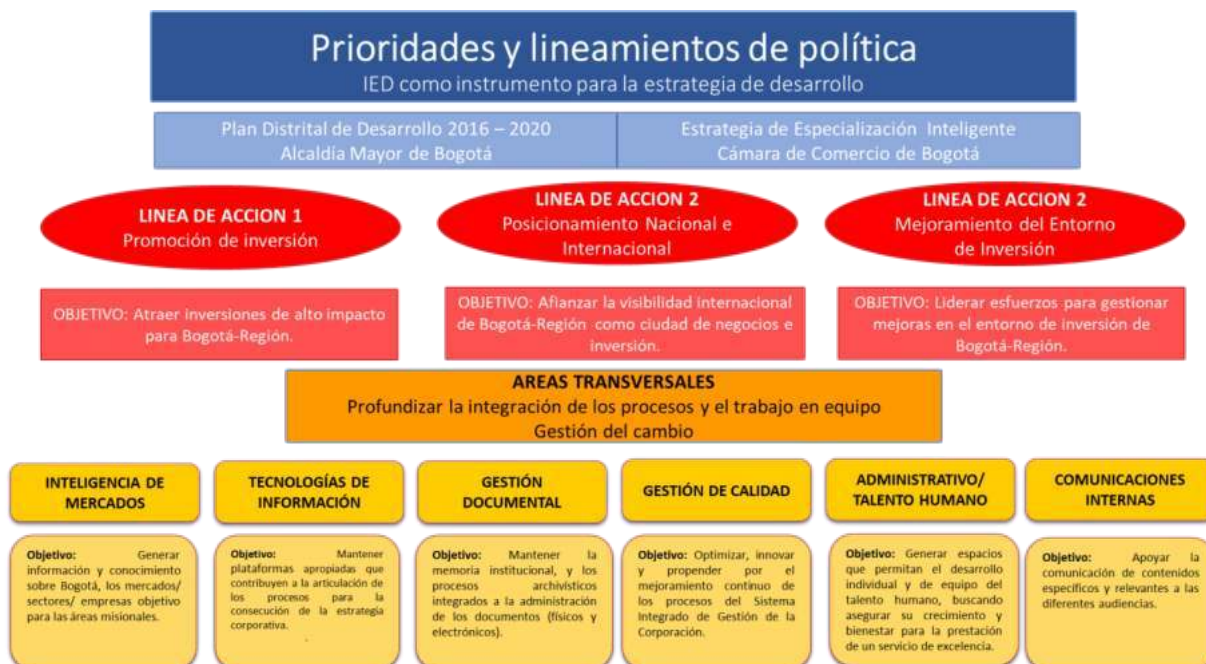 Prioridades y lineamientos de política
IED como instrumento para la estrategia de desarrollo
Plan Distrital de Desarrollo 2016 – 2020
Alcaldía Mayor de Bogotá
Estrategia de Especialización Inteligente
Cámara de Comercio de Bogotá
LINEA DE ACCION 1
Promoción de inversión
LINEA DE ACCION 2
Posicionamiento Nacional e
Internacional
LINEA DE ACCION 2
Mejoramiento del Entorno
de Inversión
OBJETIVO: Atraer inversiones de alto impacto
para Bogotá-Región.
OBJETIVO: Afianzar la visibilidad internacional
de Bogotá-Región como ciudad de negocios e
inversión.
OBJETIVO: Liderar esfuerzos para gestionar
mejoras en el entorno de inversión de
Bogotá-Región.
AREAS TRANSVERSALES
Profundizar la integración de los procesos y el trabajo en equipo
Gestión del cambio
INTELIGENCIA DE
MERCADOS
TECNOLOGÍAS DE
INFORMACIÓN
GESTIÓN
DOCUMENTAL
GESTIÓN DE CALIDAD
ADMINISTRATIVO/
TALENTO HUMANO
COMUNICACIONES
INTERNAS
Objetivo: Generar
información y conocimiento
sobre Bogotá, los mercados/
sectores/ empresas objetivo
para las áreas misionales.
Objetivo: Mantener
plataformas apropiadas que
contribuyen a la articulación de
los procesos para la
consecución de la estrategia
corporativa.
.
Objetivo: Mantener la
memoria institucional, y los
procesos archivísticos
integrados a la administración
de los documentos (físicos y
electrónicos).
Objetivo: Optimizar, innovar
y propender por el
mejoramiento continuo de
los procesos del Sistema
Integrado de Gestión de la
Corporación.
Objetivo: Generar espacios
que permitan el desarrollo
individual y de equipo del
talento humano, buscando
asegurar su crecimiento y
bienestar para la prestación
de un servicio de excelencia.
Objetivo: Apoyar la
comunicación de contenidos
específicos y relevantes a las
diferentes audiencias.